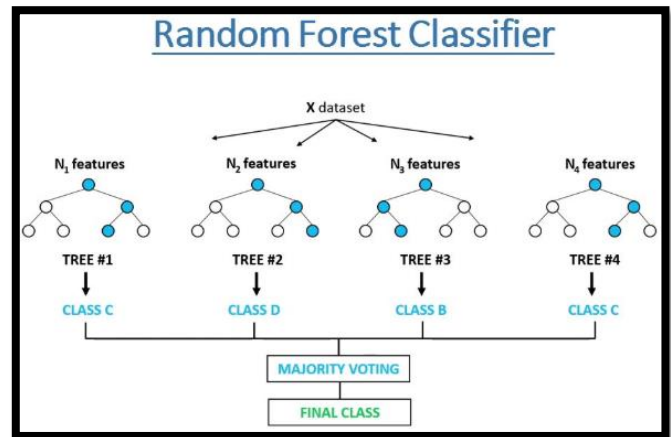 Random Forest Classifier
X dataset
N₁ features N₂ features N₃ features N₄ features
TREE #1 TREE #2 TREE #3 TREE #4
CLASS C CLASS D CLASS B CLASS C
MAJORITY VOTING
FINAL CLASS